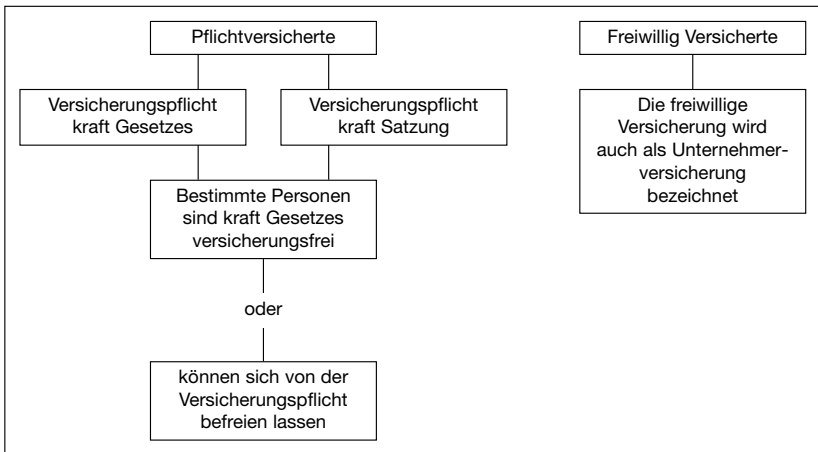 Pflichtversicherte
Versicherungspflicht
kraft Gesetzes
Versicherungspflicht
kraft Satzung
Bestimmte Personen
sind kraft Gesetzes
versicherungsfrei
oder
können sich von der
Versicherungspflicht
befreien lassen
Freiwillig Versicherte
Die freiwillige
Versicherung wird
auch als Unternehmer-
versicherung
bezeichnet